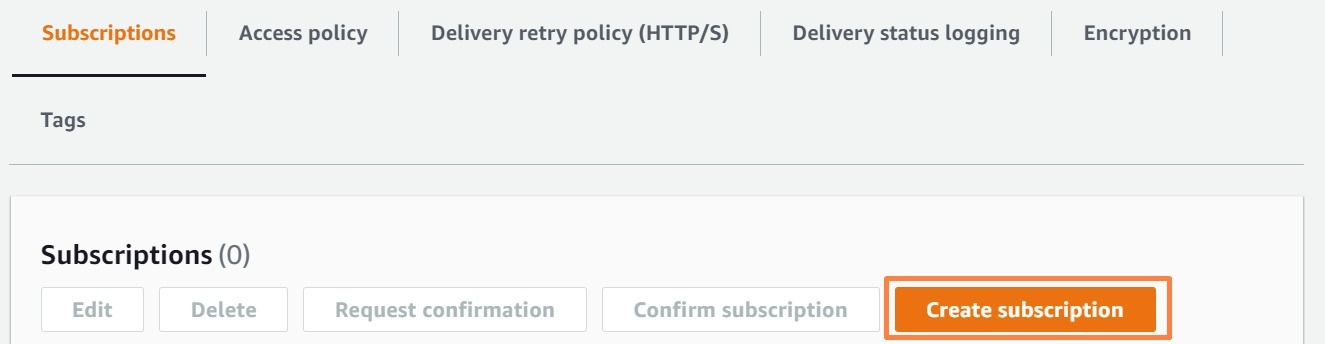 Subscriptions Access policy Delivery retry policy (HTTP/S) Delivery status logging Encryption
Tags
Subscriptions (0)
Edit Delete Request confirmation Confirm subscription Create subscription